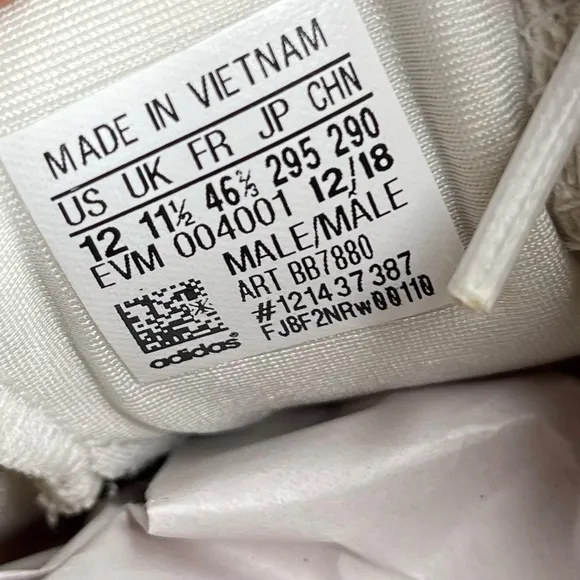 MADE IN VIETNAM
US UK FR JP CHN
12 11½ 46⅔ 295 290
EVM 004001 12/18
MALE/MÂLE
ART BB7880
#121437387
FJ8F2NRW00110
adidas